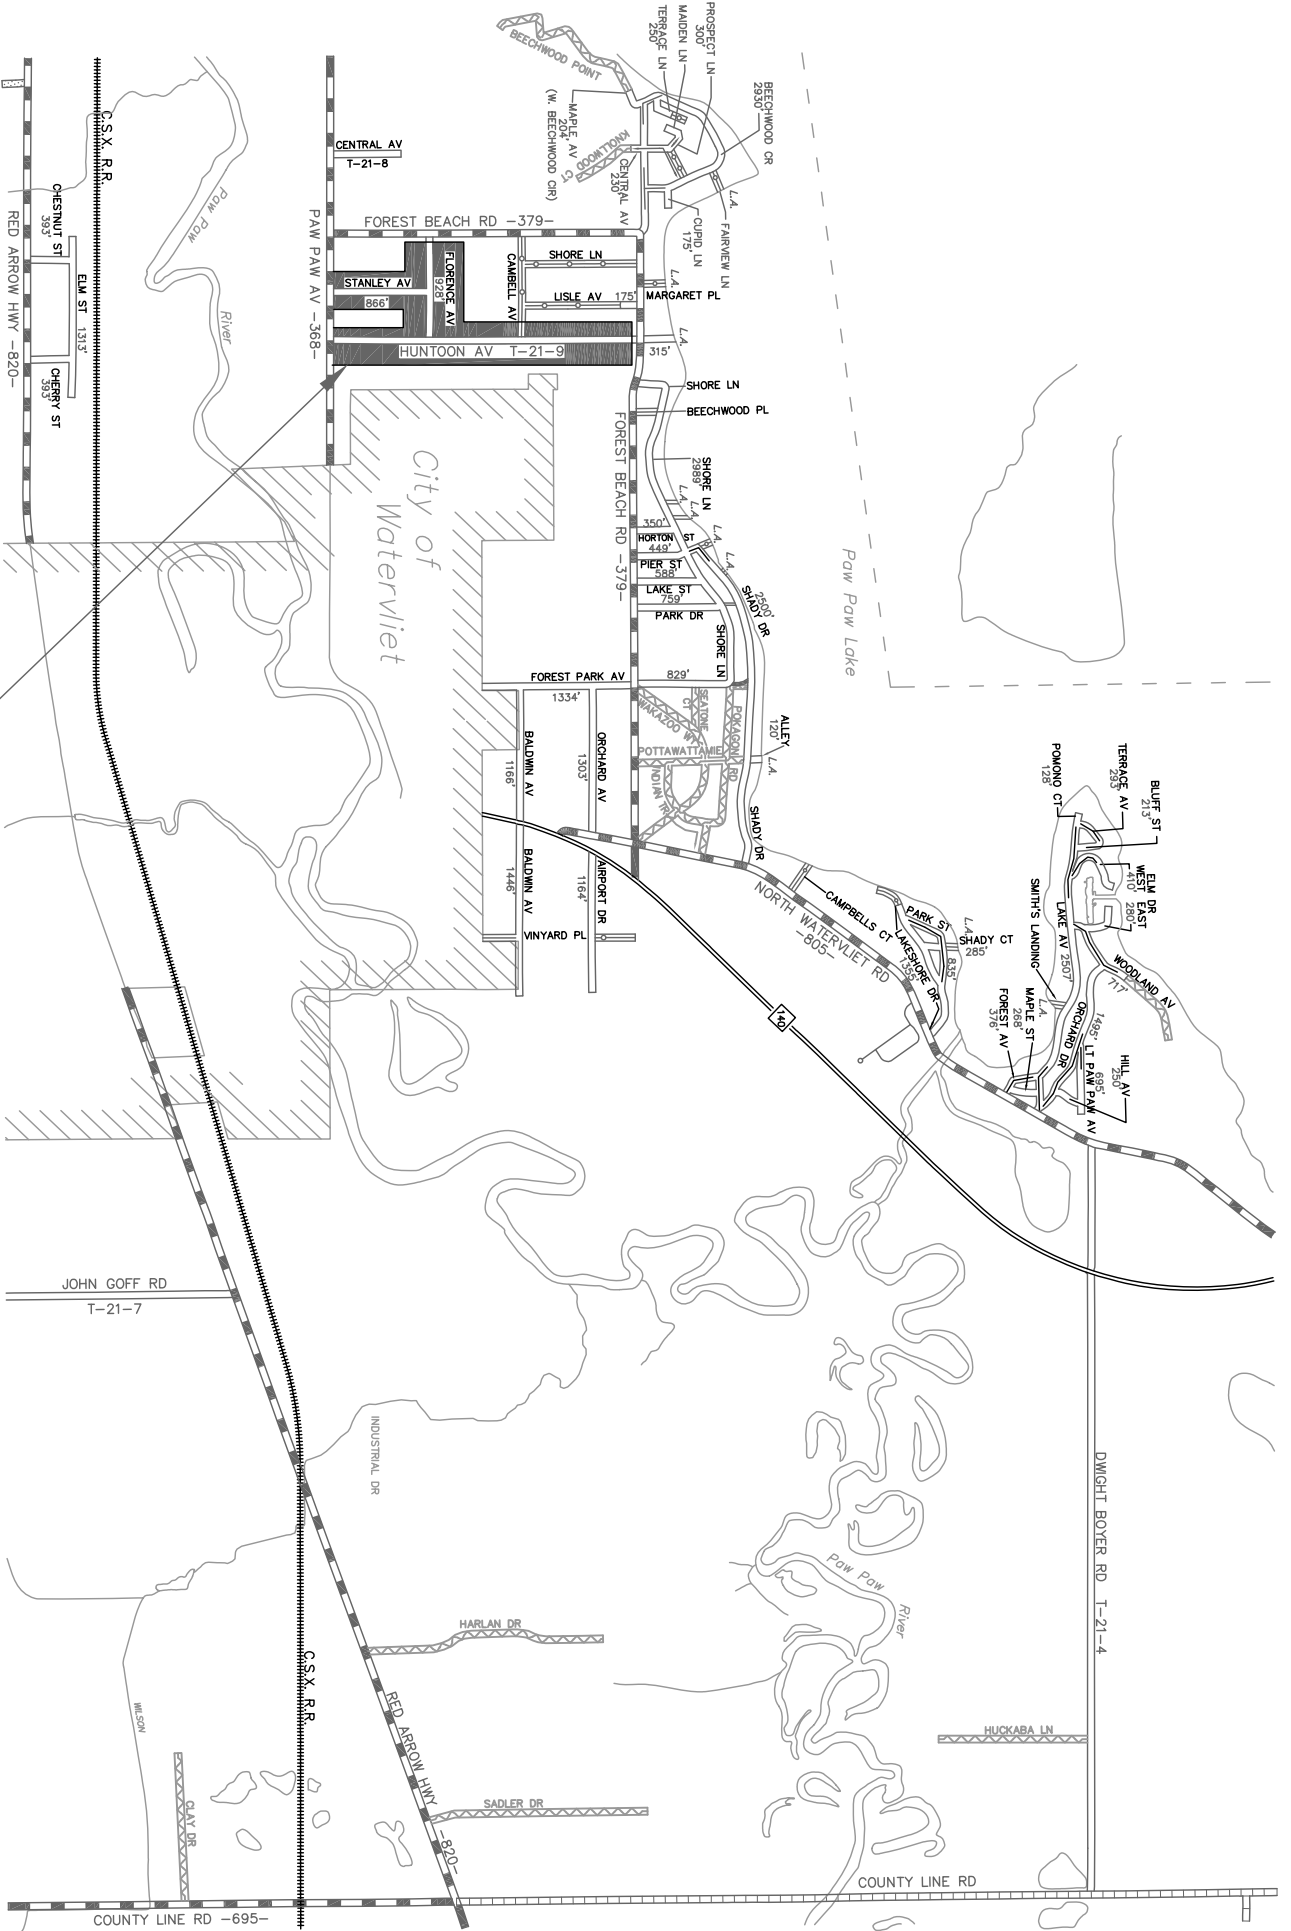 BEECHWOOD POINT
PROSPECT LN
300'
MAIDEN LN
TERRACE LN
250'
BEECHWOOD CR
2930'
MAPLE AV
204'
(W. BEECHWOOD CIR)
KNOLLWOOD CT
CENTRAL AV
230'
L.A.
FAIRVIEW LN
CUPID LN
175'
C.S.X. R.R.
Paw Paw
River
CENTRAL AV
T-21-8
FOREST BEACH RD -379-
PAW PAW AV -368-
CHESTNUT ST
393'
RED ARROW HWY -820-
ELM ST 1313'
CHERRY ST
393'
STANLEY AV
866'
FLORENCE AV
928'
CAMBELL AV
SHORE LN
LISLE AV
175'
L.A.
MARGARET PL
HUNTOON AV T-21-9
315'
L.A.
SHORE LN
BEECHWOOD PL
City of
Watervliet
FOREST BEACH RD -379-
SHORE LN
2989'
L.A.
L.A.
L.A.
L.A.
350'
HORTON ST
449'
PIER ST
588'
LAKE ST
759'
PARK DR
SHORE LN
2500'
SHADY DR
Paw Paw Lake
FOREST PARK AV
829'
1334'
WAKAZOO WY
SEATONE CT
POKAGON RD
POTTAWATTAMIE
INDIAN TR
ALLEY
120'
L.A.
BALDWIN AV
1166'
ORCHARD AV
1303'
SHADY DR
BALDWIN AV
1446'
AIRPORT DR
1164'
VINYARD PL
NORTH WATERVLIET RD
-805-
CAMPBELLS CT
PARK ST
LAKESHORE DR
1355'
835'
L.A.
SHADY CT
285'
140
POMONO CT
128'
TERRACE AV
293'
BLUFF ST
213'
ELM DR
WEST EAST
410' 280'
SMITH'S LANDING
LAKE AV 2507'
WOODLAND AV
717'
L.A.
MAPLE ST
268'
FOREST AV
376'
ORCHARD DR
1495'
LT PAW PAW AV
695'
HILL AV
250'
JOHN GOFF RD
T-21-7
INDUSTRIAL DR
DWIGHT BOYER RD T-21-4
Paw Paw
River
HARLAN DR
C.S.X. R.R.
RED ARROW HWY -820-
WILSON
CLAY DR
SADLER DR
HUCKABA LN
COUNTY LINE RD
COUNTY LINE RD -695-